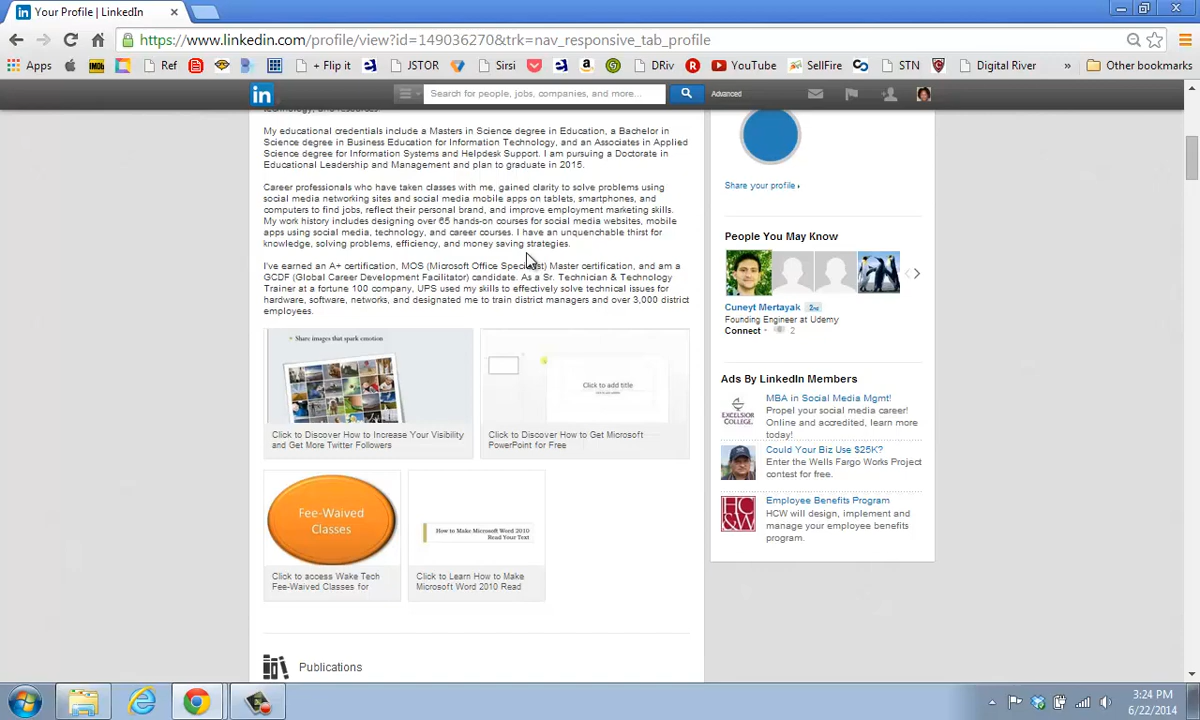 Your Profile | LinkedIn
https://www.linkedin.com/profile/view?id=149036270&trk=nav_responsive_tab_profile
Apps
Ref
+ Flip it
JSTOR
Sirsi
DRiv
YouTube
SellFire
STN
Digital River
»
Other bookmarks
in
Search for people, jobs, companies, and more...
Advanced
My educational credentials include a Masters in Science degree in Education, a Bachelor in
Science degree in Business Education for Information Technology, and an Associates in Applied
Science degree for Information Systems and Helpdesk Support. I am pursuing a Doctorate in
Educational Leadership and Management and plan to graduate in 2015.
Career professionals who have taken classes with me, gained clarity to solve problems using
social media networking sites and social media mobile apps on tablets, smartphones, and
computers to find jobs, reflect their personal brand, and improve employment marketing skills.
My work history includes designing over 65 hands-on courses for social media websites, mobile
apps using social media, technology, and career courses. I have an unquenchable thirst for
knowledge, solving problems, efficiency, and money saving strategies.
I've earned an A+ certification, MOS (Microsoft Office Specialist) Master certification, and am a
GCDF (Global Career Development Facilitator) candidate. As a Sr. Technician & Technology
Trainer at a fortune 100 company, UPS used my skills to effectively solve technical issues for
hardware, software, networks, and designated me to train district managers and over 3,000 district
employees.
Share images that spark emotion
Click to Discover How to Increase Your Visibility
and Get More Twitter Followers
Click to add title
Click to Discover How to Get Microsoft
PowerPoint for Free
Fee-Waived
Classes
Click to access Wake Tech
Fee-Waived Classes for
How to Make Microsoft Word 2010
Read Your Text
Click to Learn How to Make
Microsoft Word 2010 Read
Publications
Share your profile
People You May Know
Cuneyt Mertayak 2nd
Founding Engineer at Udemy
Connect · 2
Ads By LinkedIn Members
EXCELSIOR
COLLEGE
MBA in Social Media Mgmt!
Propel your social media career!
Online and accredited, learn more
today!
Could Your Biz Use $25K?
Enter the Wells Fargo Works Project
contest for free.
HC&W
Employee Benefits Program
HCW will design, implement and
manage your employee benefits
program.
3:24 PM
6/22/2014